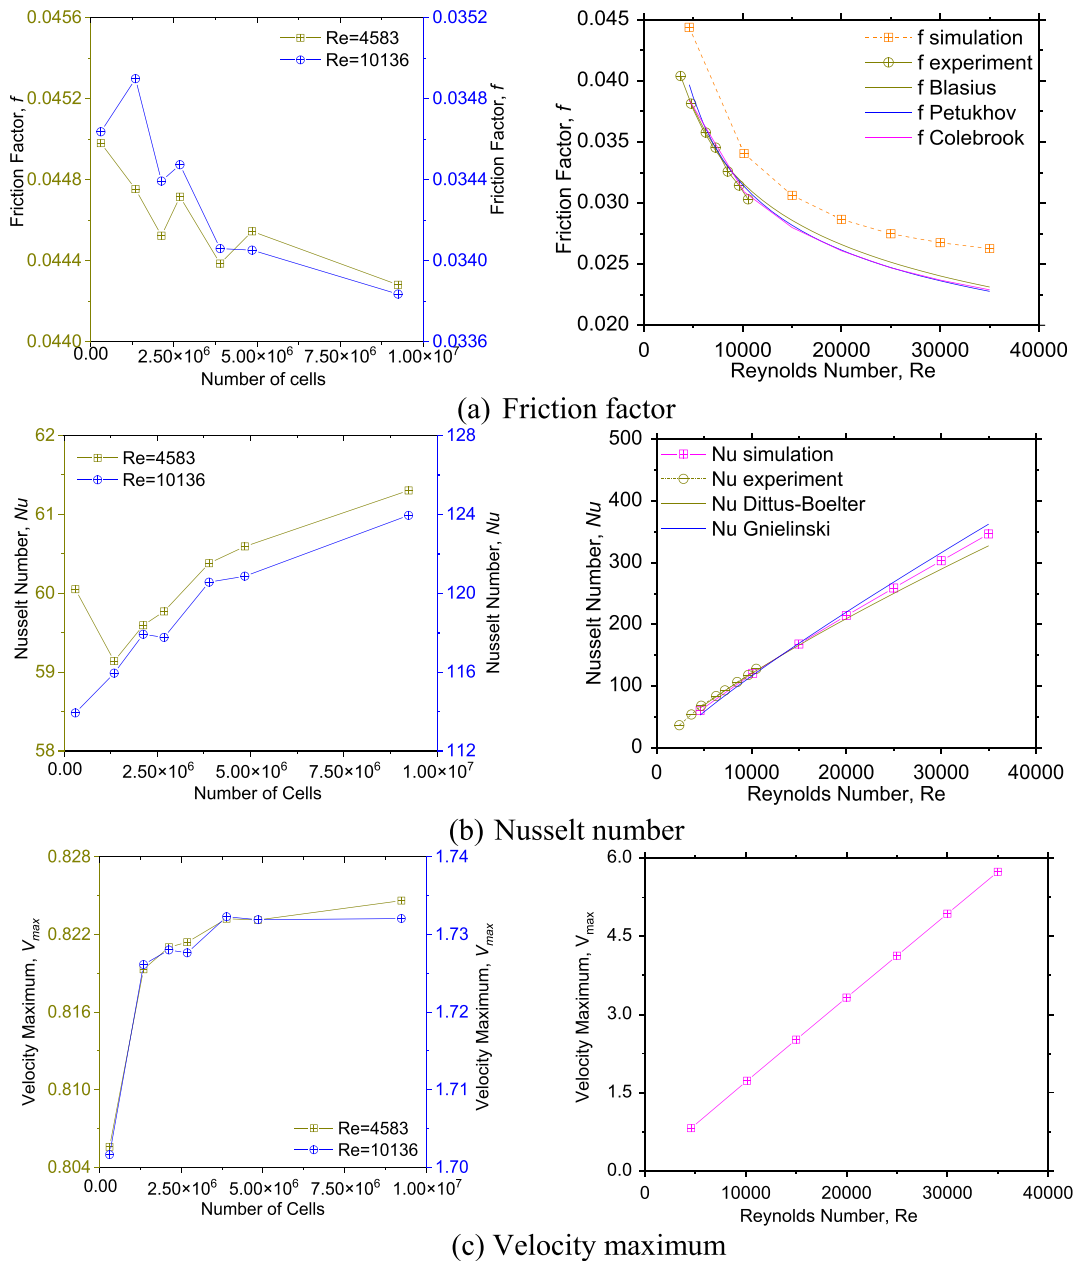 0.0456
0.0452
0.0448
0.0444
0.0440
Friction Factor, f
Re=4583
Re=10136
0.0352
0.0348
0.0344
0.0340
0.0336
Friction Factor, f
0.00 2.50×10⁶ 5.00×10⁶ 7.50×10⁶ 1.00×10⁷
Number of cells
0.045
0.040
0.035
0.030
0.025
0.020
Friction Factor, f
f simulation
f experiment
f Blasius
f Petukhov
f Colebrook
0 10000 20000 30000 40000
Reynolds Number, Re
(a) Friction factor
62
61
60
59
58
Nusselt Number, Nu
Re=4583
Re=10136
128
124
120
116
112
Nusselt Number, Nu
0.00 2.50×10⁶ 5.00×10⁶ 7.50×10⁶ 1.00×10⁷
Number of Cells
500
400
300
200
100
0
Nusselt Number, Nu
Nu simulation
Nu experiment
Nu Dittus-Boelter
Nu Gnielinski
0 10000 20000 30000 40000
Reynolds Number, Re
(b) Nusselt number
0.828
0.822
0.816
0.810
0.804
Velocity Maximum, Vmax
Re=4583
Re=10136
1.74
1.73
1.72
1.71
1.70
Velocity Maximum, Vmax
0.00 2.50×10⁶ 5.00×10⁶ 7.50×10⁶ 1.00×10⁷
Number of Cells
6.0
4.5
3.0
1.5
0.0
Velocity Maximum, Vmax
0 10000 20000 30000 40000
Reynolds Number, Re
(c) Velocity maximum